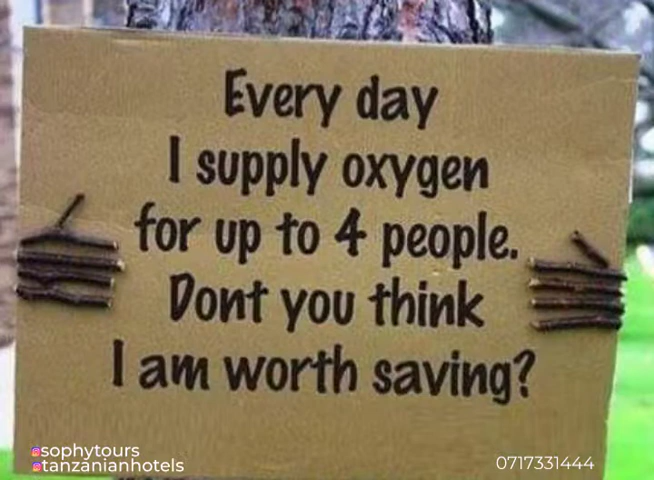 Every day
I supply oxygen
for up to 4 people.
Dont you think
I am worth saving?
sophytours
tanzanianhotels
0717331444